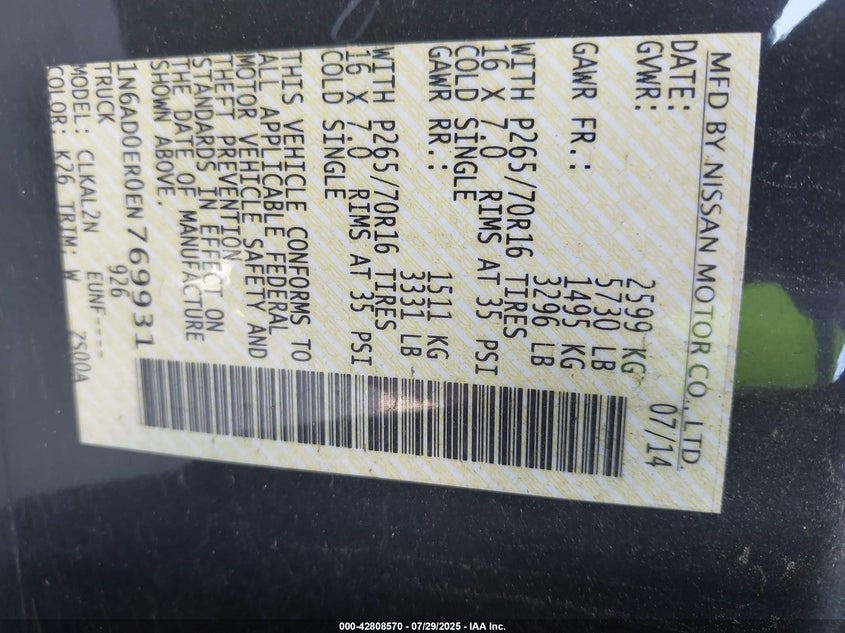 MFD BY NISSAN MOTOR CO., LTD.
DATE: 07/14
GVWR: 2599 KG
5730 LB
GAWR FR.: 1495 KG
3296 LB
WITH P265/70R16 TIRES
16 X 7.0 RIMS AT 35 PSI
COLD SINGLE
GAWR RR.: 1511 KG
3331 LB
WITH P265/70R16 TIRES
16 X 7.0 RIMS AT 35 PSI
COLD SINGLE
THIS VEHICLE CONFORMS TO
ALL APPLICABLE FEDERAL
MOTOR VEHICLE SAFETY AND
THEFT PREVENTION
STANDARDS IN EFFECT ON
THE DATE OF MANUFACTURE
SHOWN ABOVE.
1N6AD0ER0EN769931
TRUCK 926
MODEL: CLKAL2N EUNF----
COLOR: K26 TRIM: W ZS00A
000-42808570 - 07/29/2025 - IAA Inc.